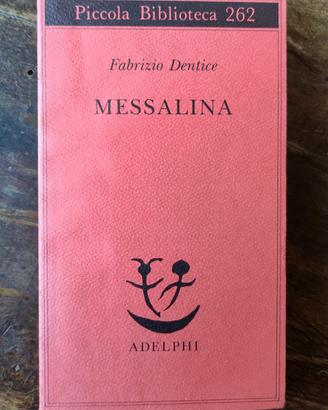 Piccola Biblioteca 262
Fabrizio Dentice
MESSALINA
ADELPHI